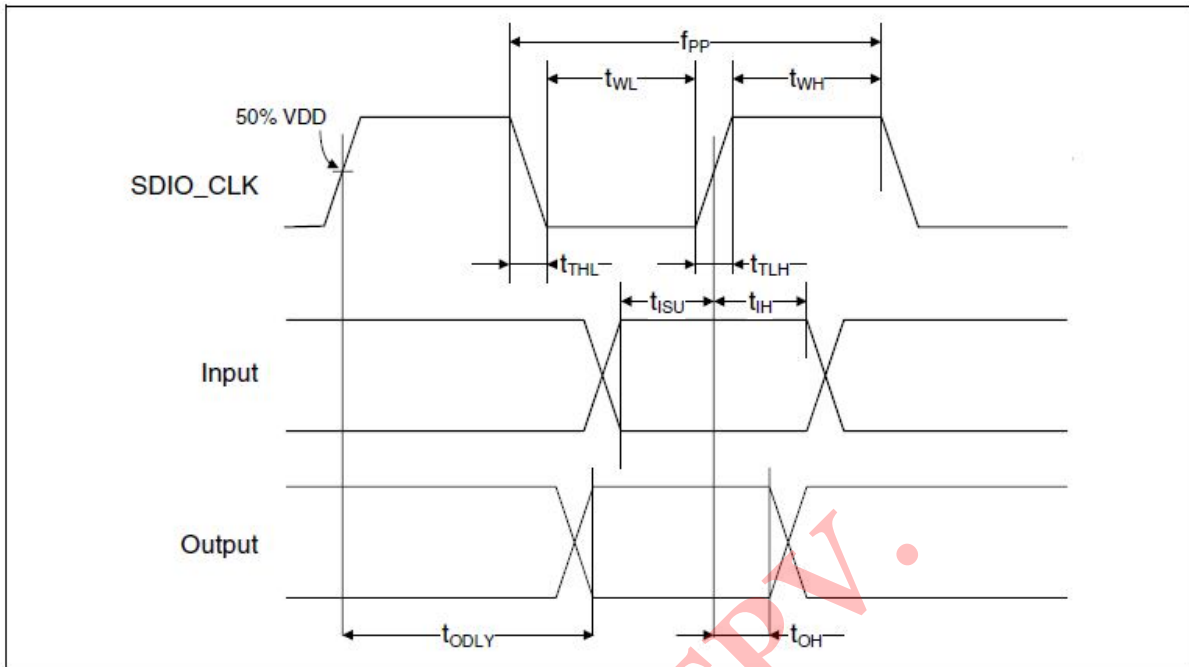 fPP
tWL
tWH
50% VDD
SDIO_CLK
tTHL
tTLH
tISU
tIH
Input
Output
tODLY
tOH